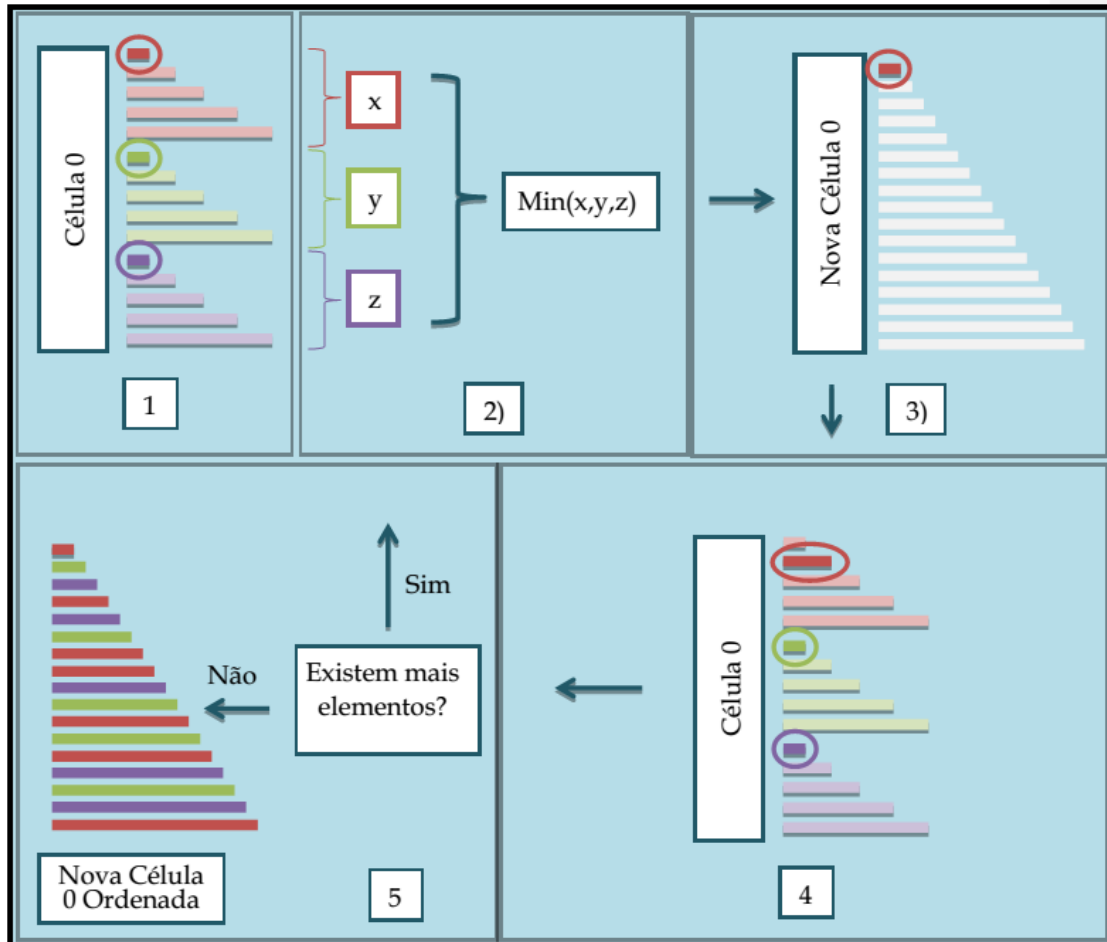 Célula 0
x
y
z
Min(x,y,z)
Nova Célula 0
1
2)
3)
Sim
Não
Existem mais
elementos?
Célula 0
Nova Célula
0 Ordenada
5
4